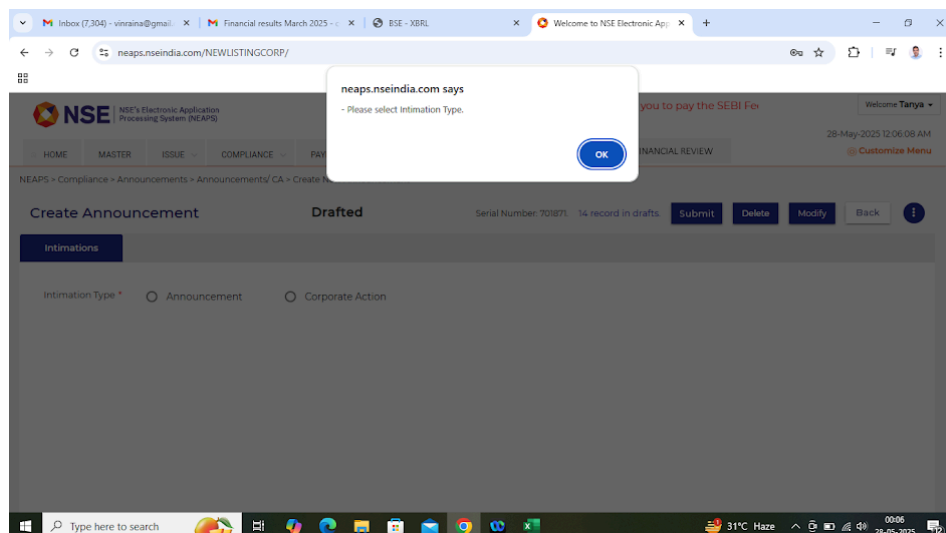 Inbox (7,304) - vinraina@gmail.
Financial results March 2025 -
BSE - XBRL
Welcome to NSE Electronic App
neaps.nseindia.com/NEWLISTINGCORP/
neaps.nseindia.com says
- Please select Intimation Type.
OK
NSE
NSE's Electronic Application
Processing System (NEAPS)
you to pay the SEBI Fe
Welcome Tanya
28-May-2025 12:06:08 AM
HOME MASTER ISSUE COMPLIANCE PAY INANCIAL REVIEW Customize Menu
NEAPS » Compliance » Announcements » Announcements/ CA » Create
Create Announcement Drafted Serial Number: 701871. 14 record in drafts. Submit Delete Modify Back
Intimations
Intimation Type * Announcement Corporate Action
Type here to search
31°C Haze
00:06
28-05-2025
12